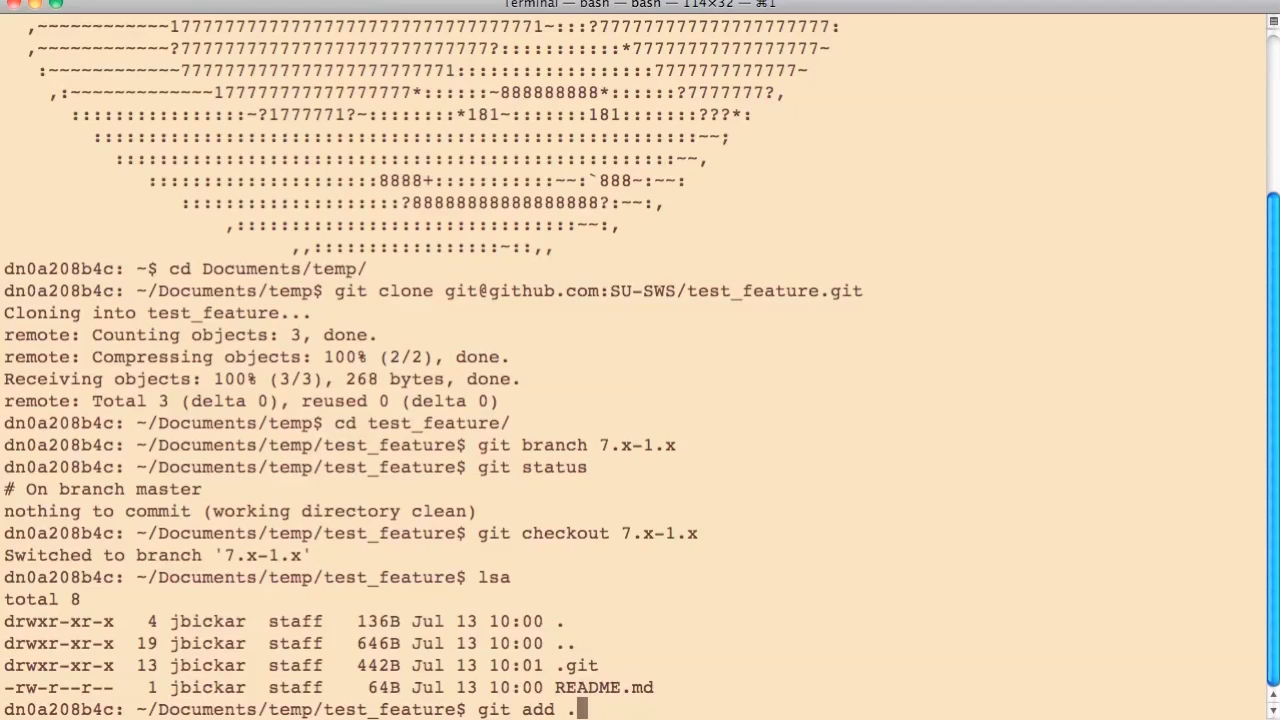 Terminal — bash — bash — 114×32 — ⌘1
,~~~~~~~~~~~~1777777777777777777777777777777771~:::?777777777777777777777:
,~~~~~~~~~~~~?7777777777777777777777777777?:::::::::::*77777777777777777~
:~~~~~~~~~~~~7777777777777777777777771::::::::::::::::::7777777777777~
,:~~~~~~~~~~~~~177777777777777777*::::::~888888888*::::::?7777777?,
::::::::::::::::~?1777771?~::::::::*181~:::::::181:::::::???*:
:::::::::::::::::::::::::::::::::::::::::::::::::::::::~~;
:::::::::::::::::::::::::::::::::::::::::::::::::::~~,
:::::::::::::::::::::8888+:::::::::::~~:`888~:~~:
::::::::::::::::::::?88888888888888888?:~~:,
,:::::::::::::::::::::::::::::::~~:,
,,:::::::::::::::::~::,,
dn0a208b4c: ~$ cd Documents/temp/
dn0a208b4c: ~/Documents/temp$ git clone git@github.com:SU-SWS/test_feature.git
Cloning into test_feature...
remote: Counting objects: 3, done.
remote: Compressing objects: 100% (2/2), done.
Receiving objects: 100% (3/3), 268 bytes, done.
remote: Total 3 (delta 0), reused 0 (delta 0)
dn0a208b4c: ~/Documents/temp$ cd test_feature/
dn0a208b4c: ~/Documents/temp/test_feature$ git branch 7.x-1.x
dn0a208b4c: ~/Documents/temp/test_feature$ git status
# On branch master
nothing to commit (working directory clean)
dn0a208b4c: ~/Documents/temp/test_feature$ git checkout 7.x-1.x
Switched to branch '7.x-1.x'
dn0a208b4c: ~/Documents/temp/test_feature$ lsa
total 8
drwxr-xr-x   4 jbickar  staff   136B Jul 13 10:00 .
drwxr-xr-x  19 jbickar  staff   646B Jul 13 10:00 ..
drwxr-xr-x  13 jbickar  staff   442B Jul 13 10:01 .git
-rw-r--r--   1 jbickar  staff    64B Jul 13 10:00 README.md
dn0a208b4c: ~/Documents/temp/test_feature$ git add .